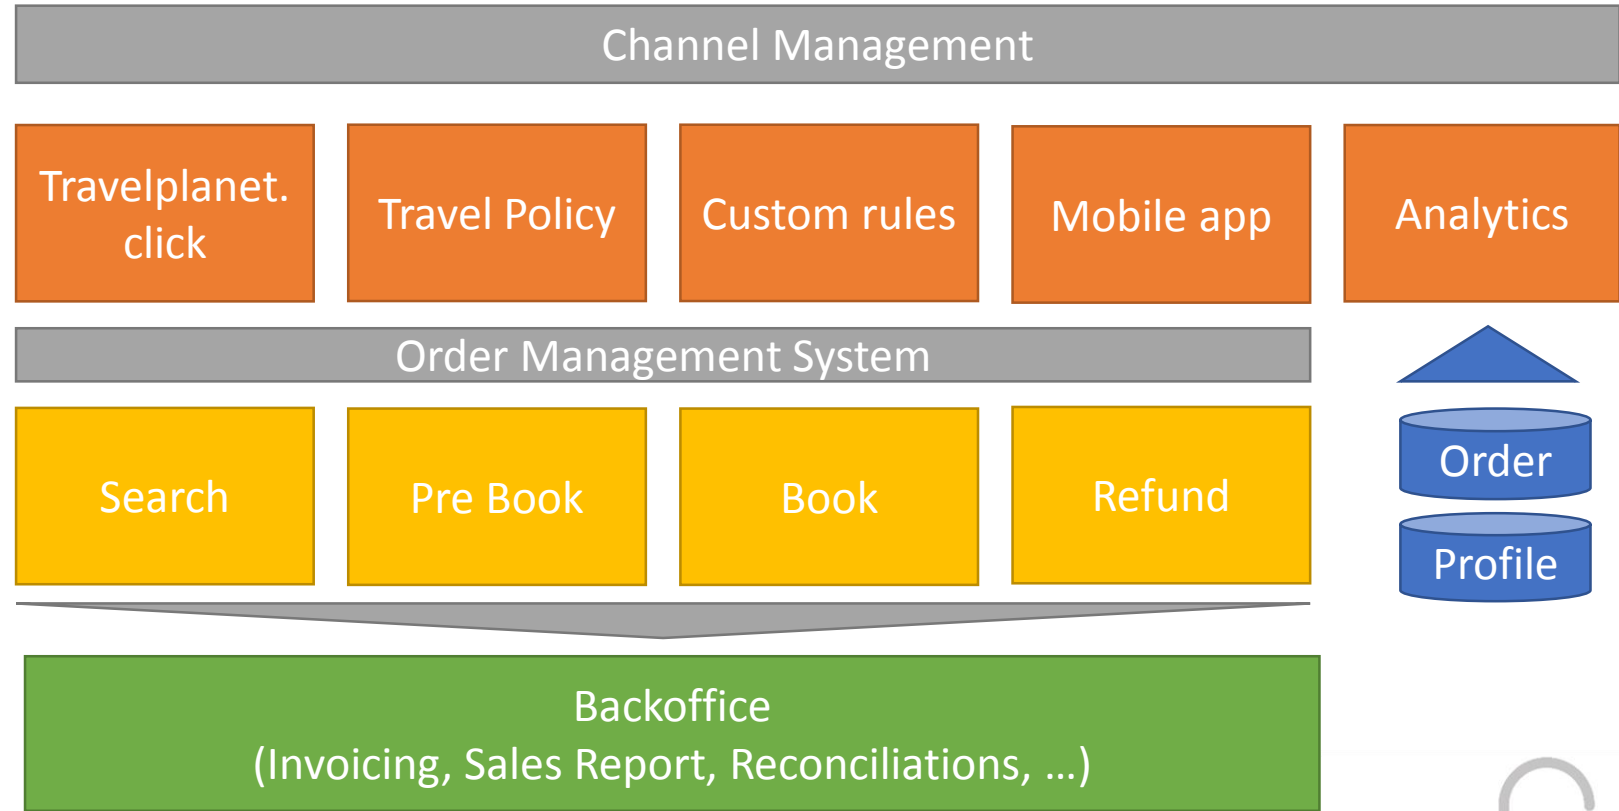 Channel Management
Travelplanet.
click
Travel Policy
Custom rules
Mobile app
Analytics
Order Management System
Search
Pre Book
Book
Refund
Order
Profile
Backoffice
(Invoicing, Sales Report, Reconciliations, ...)